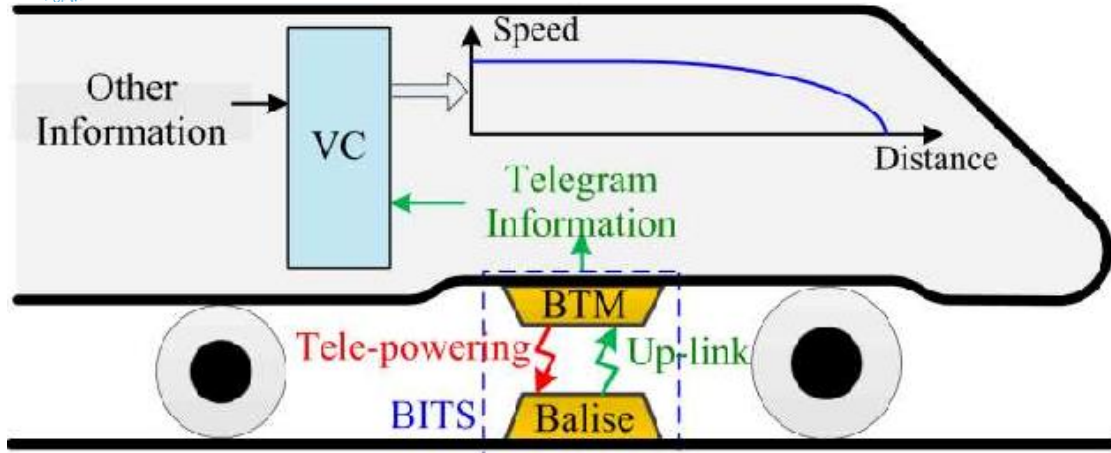 Speed
Other
Information
VC
Distance
Telegram
Information
BTM
Tele-powering
Up-link
BITS
Balise